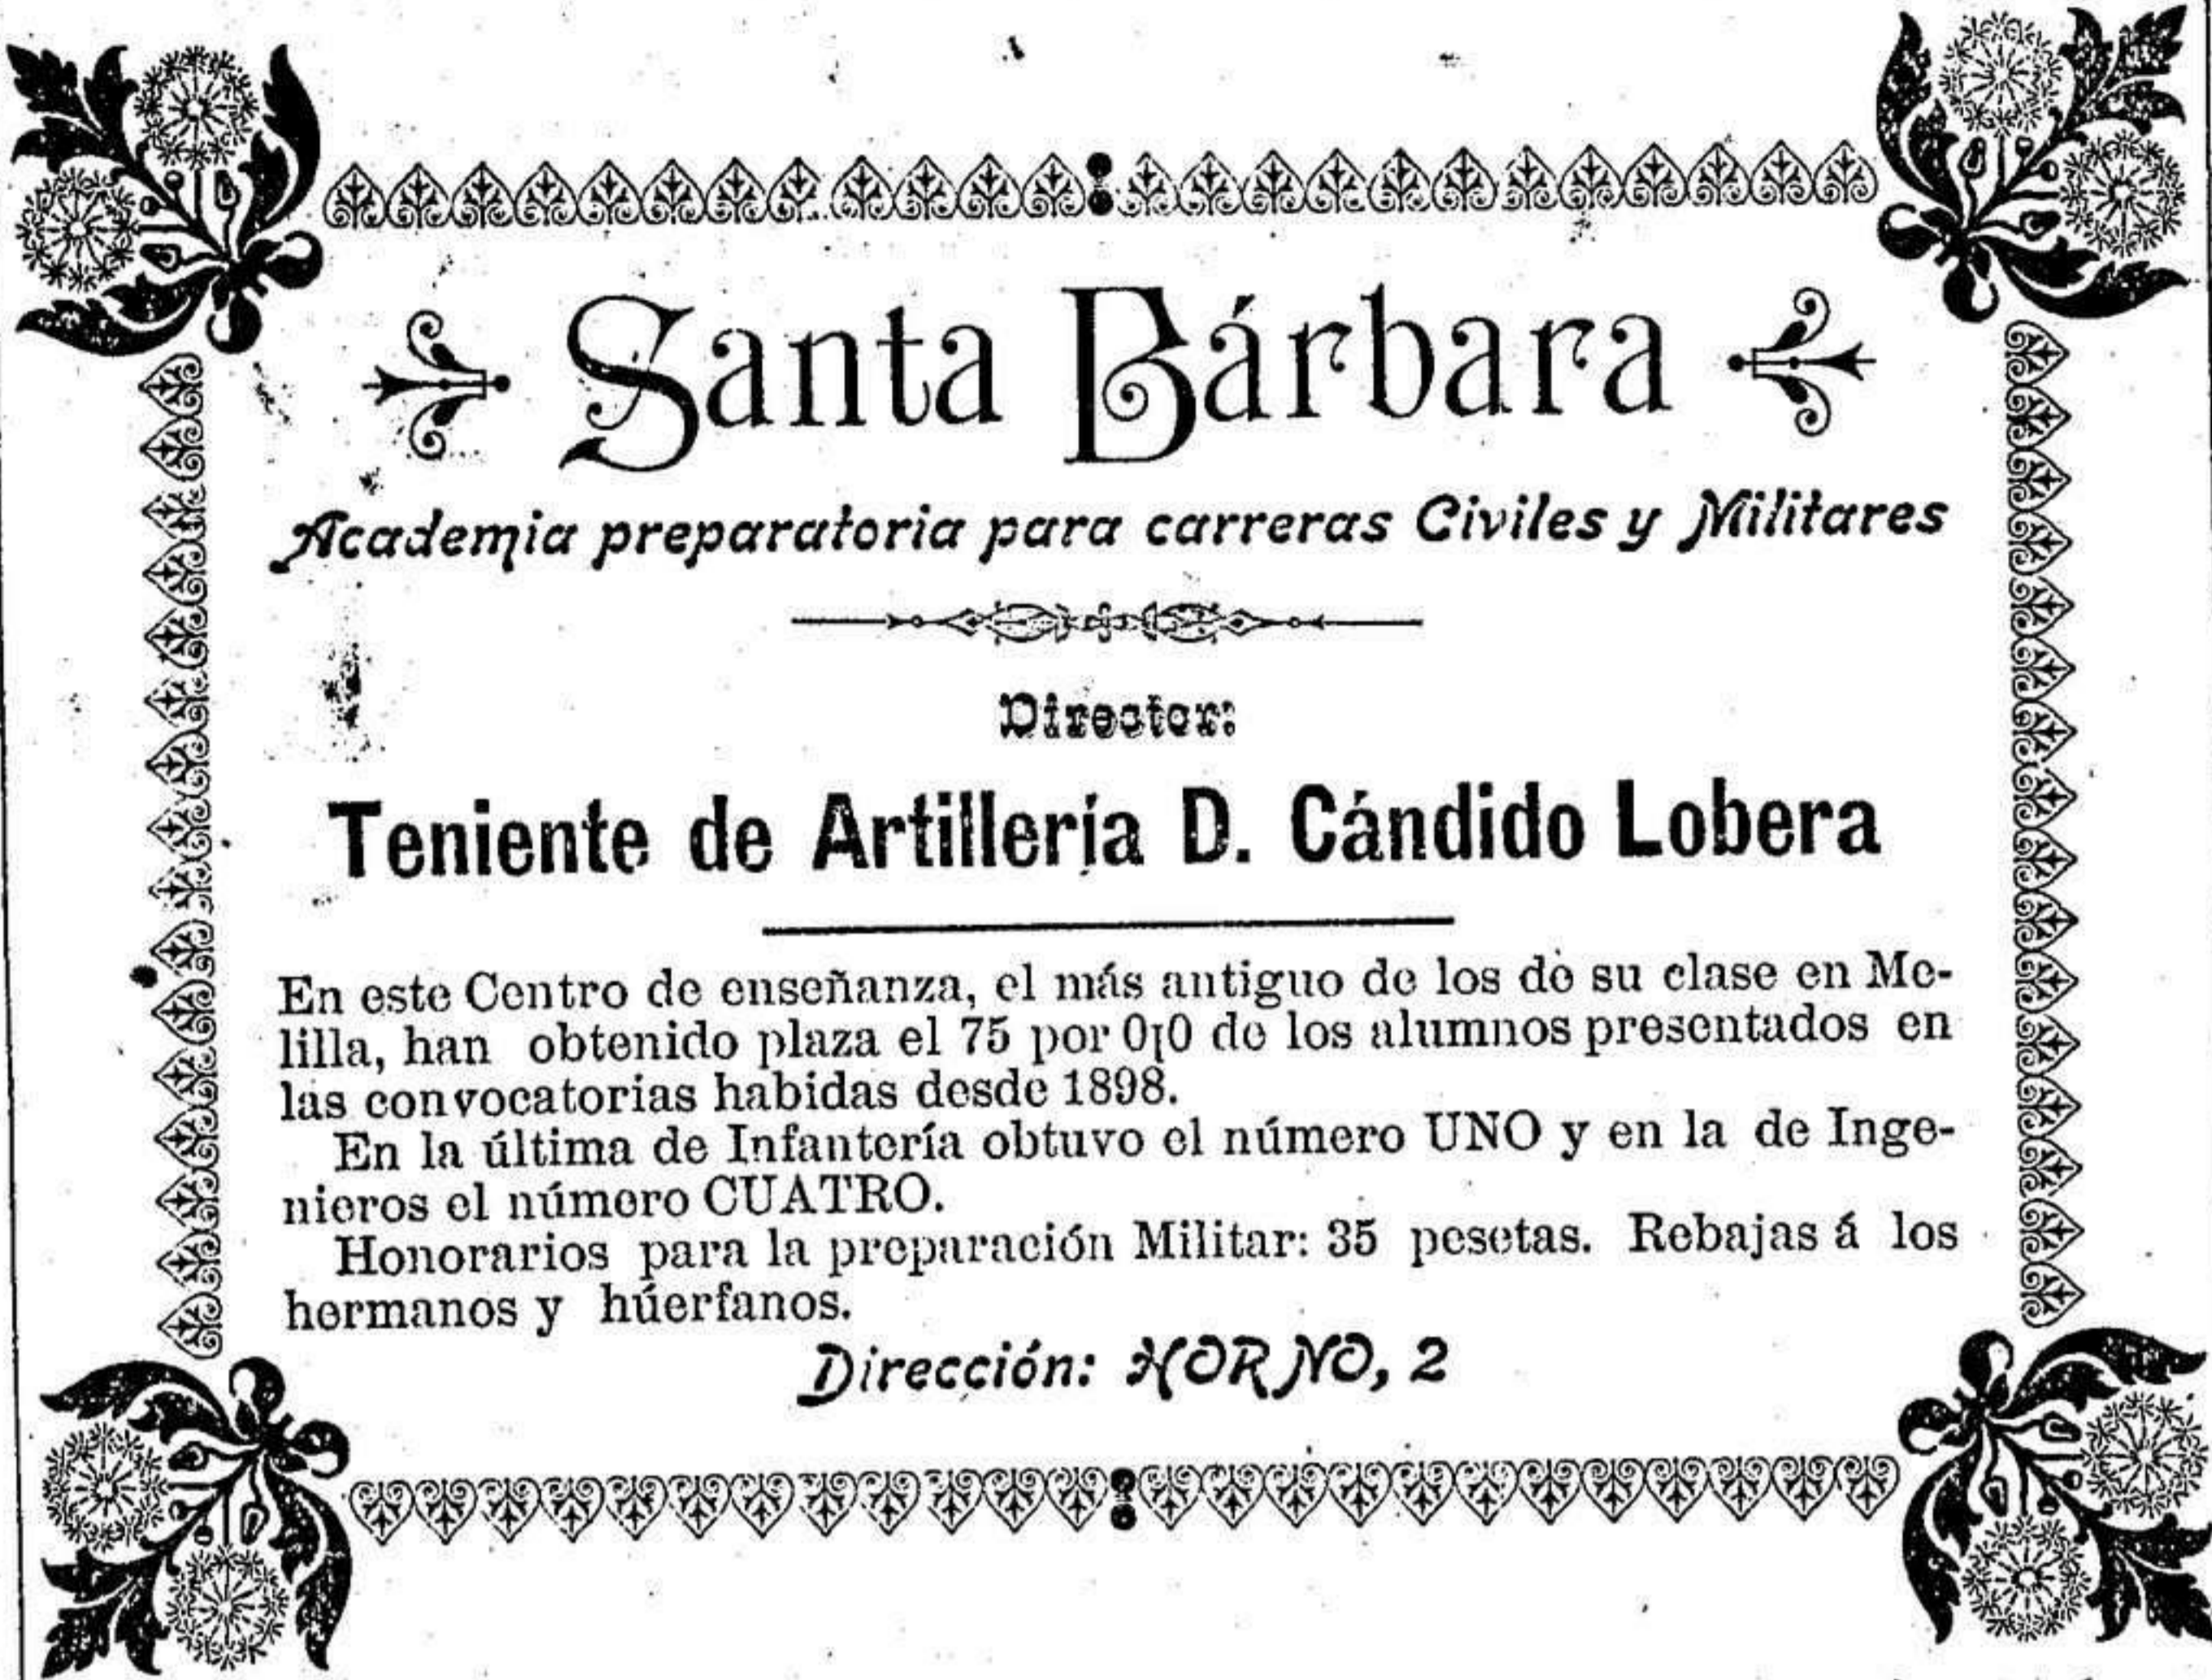 Santa Bárbara
Academia preparatoria para carreras Civiles y Militares
Director:
Teniente de Artillería D. Cándido Lobera
En este Centro de enseñanza, el más antiguo de los de su clase en Me-
lilla, han obtenido plaza el 75 por 0[0 de los alumnos presentados en
las convocatorias habidas desde 1898.
En la última de Infantería obtuvo el número UNO y en la de Inge-
nieros el número CUATRO.
Honorarios para la preparación Militar: 35 pesetas. Rebajas á los
hermanos y húerfanos.
Dirección: HORNO, 2